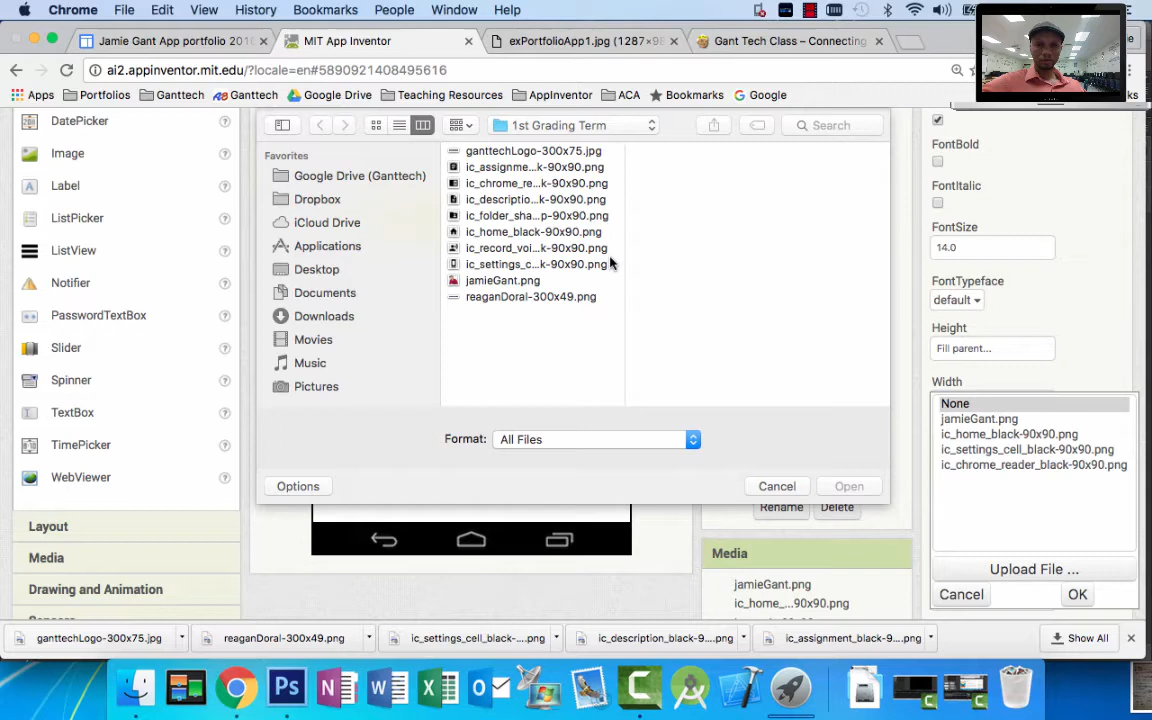 Chrome File Edit View History Bookmarks People Window Help
Jamie Gant App portfolio 2016
MIT App Inventor
exPortfolioApp1.jpg (1287×98
Gant Tech Class – Connecting
ai2.appinventor.mit.edu/?locale=en#5890921408495616
Apps Portfolios Ganttech Ganttech Google Drive Teaching Resources AppInventor ACA Bookmarks Google
DatePicker
Image
Label
ListPicker
ListView
Notifier
PasswordTextBox
Slider
Spinner
TextBox
TimePicker
WebViewer
Layout
Media
Drawing and Animation
1st Grading Term
Search
Favorites
Google Drive (Ganttech)
Dropbox
iCloud Drive
Applications
Desktop
Documents
Downloads
Movies
Music
Pictures
ganttechLogo-300x75.jpg
ic_assignme...k-90x90.png
ic_chrome_re...k-90x90.png
ic_descriptio...k-90x90.png
ic_folder_sha...p-90x90.png
ic_home_black-90x90.png
ic_record_voi...k-90x90.png
ic_settings_c...k-90x90.png
jamieGant.png
reaganDoral-300x49.png
Format: All Files
Options
Cancel
Open
Rename
Delete
Media
jamieGant.png
ic_home_...90x90.png
FontBold
FontItalic
FontSize
14.0
FontTypeface
default
Height
Fill parent...
Width
None
jamieGant.png
ic_home_black-90x90.png
ic_settings_cell_black-90x90.png
ic_chrome_reader_black-90x90.png
Upload File ...
Cancel
OK
ganttechLogo-300x75.jpg
reaganDoral-300x49.png
ic_settings_cell_black-....png
ic_description_black-9....png
ic_assignment_black-9....png
Show All